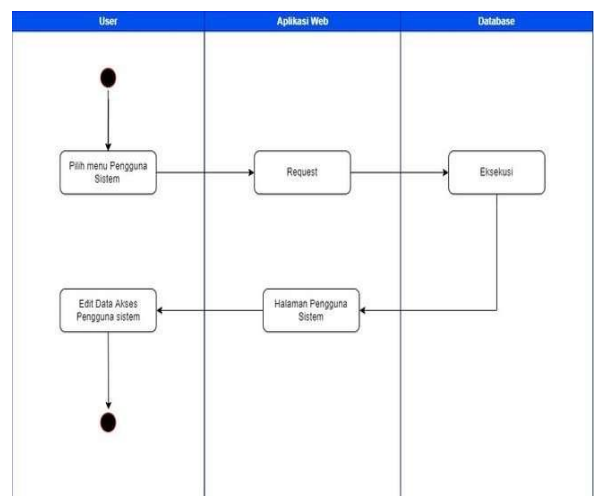 User
Aplikasi Web
Database
Pilih menu Pengguna
Sistem
Request
Eksekusi
Edit Data Akses
Pengguna sistem
Halaman Pengguna
Sistem